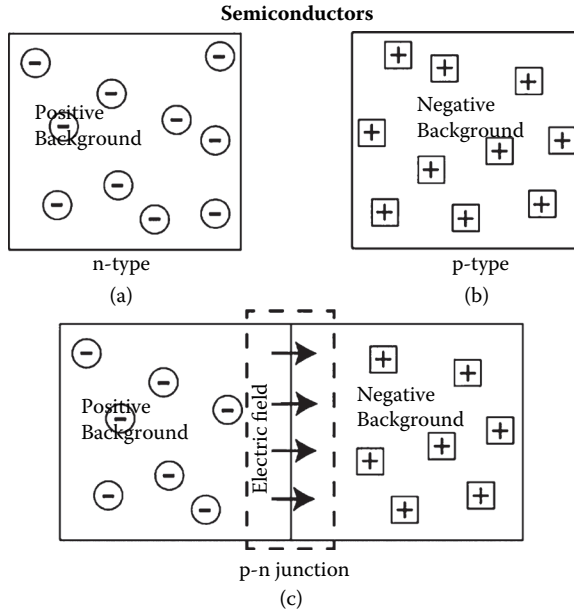 Semiconductors
Positive
Background
n-type
(a)
Negative
Background
p-type
(b)
Positive
Background
Electric field
Negative
Background
p-n junction
(c)